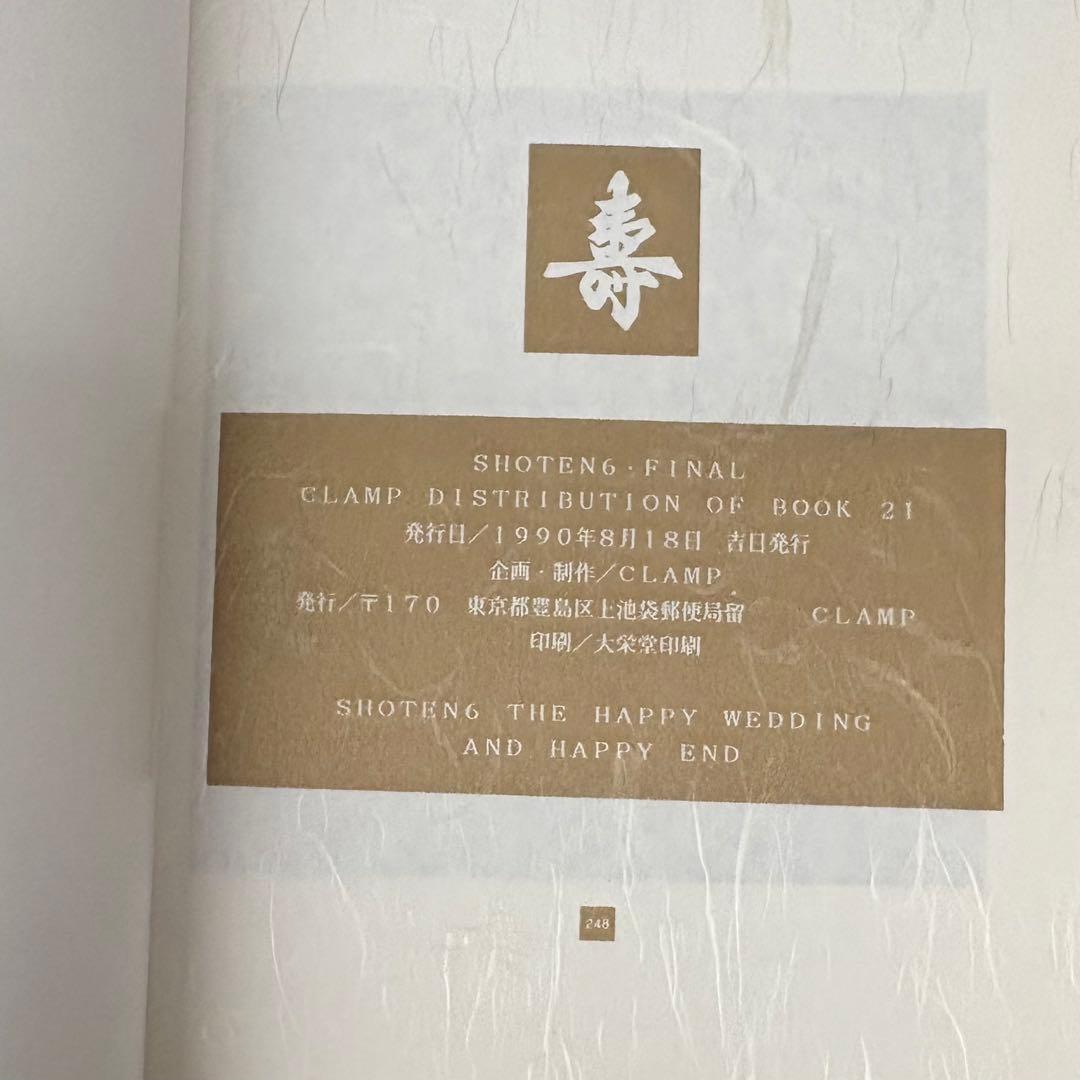 壽
SHOTEN6・FINAL
CLAMP DISTRIBUTION OF BOOK 21
発行日／1990年8月18日　吉日発行
企画・制作／CLAMP
発行／〒170　東京都豊島区上池袋郵便局留　　CLAMP
印刷／大栄堂印刷
SHOTEN6 THE HAPPY WEDDING
AND HAPPY END
248